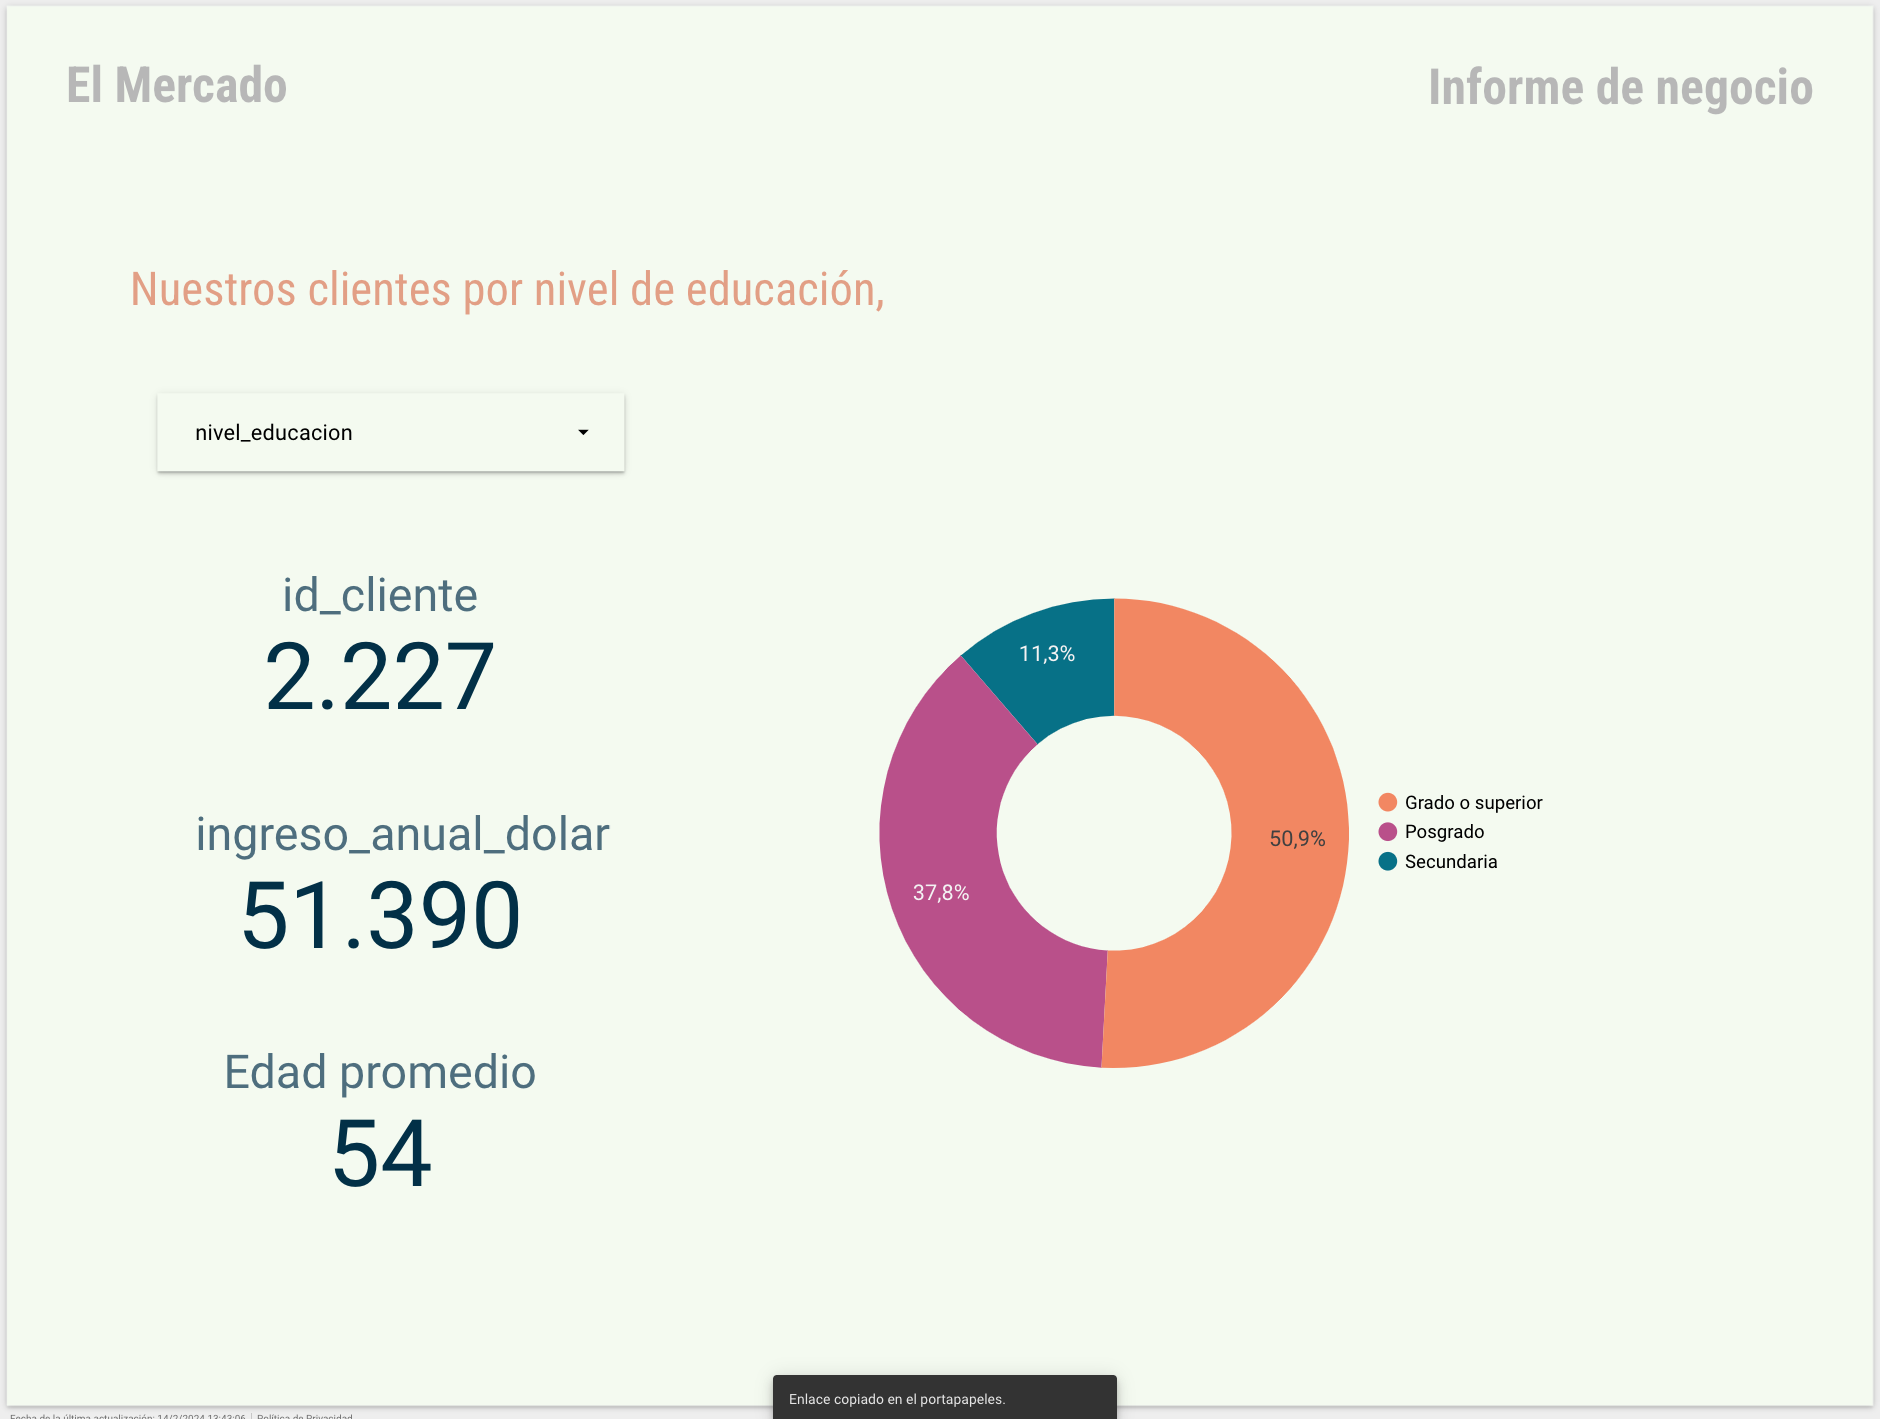 El Mercado
Informe de negocio
Nuestros clientes por nivel de educación,
nivel_educacion
id_cliente
2.227
ingreso_anual_dolar
51.390
Edad promedio
54
11,3%
50,9%
37,8%
Grado o superior
Posgrado
Secundaria
Enlace copiado en el portapapeles.
Fecha de la última actualización: 14/2/2024 13:43:06 | Política de Privacidad